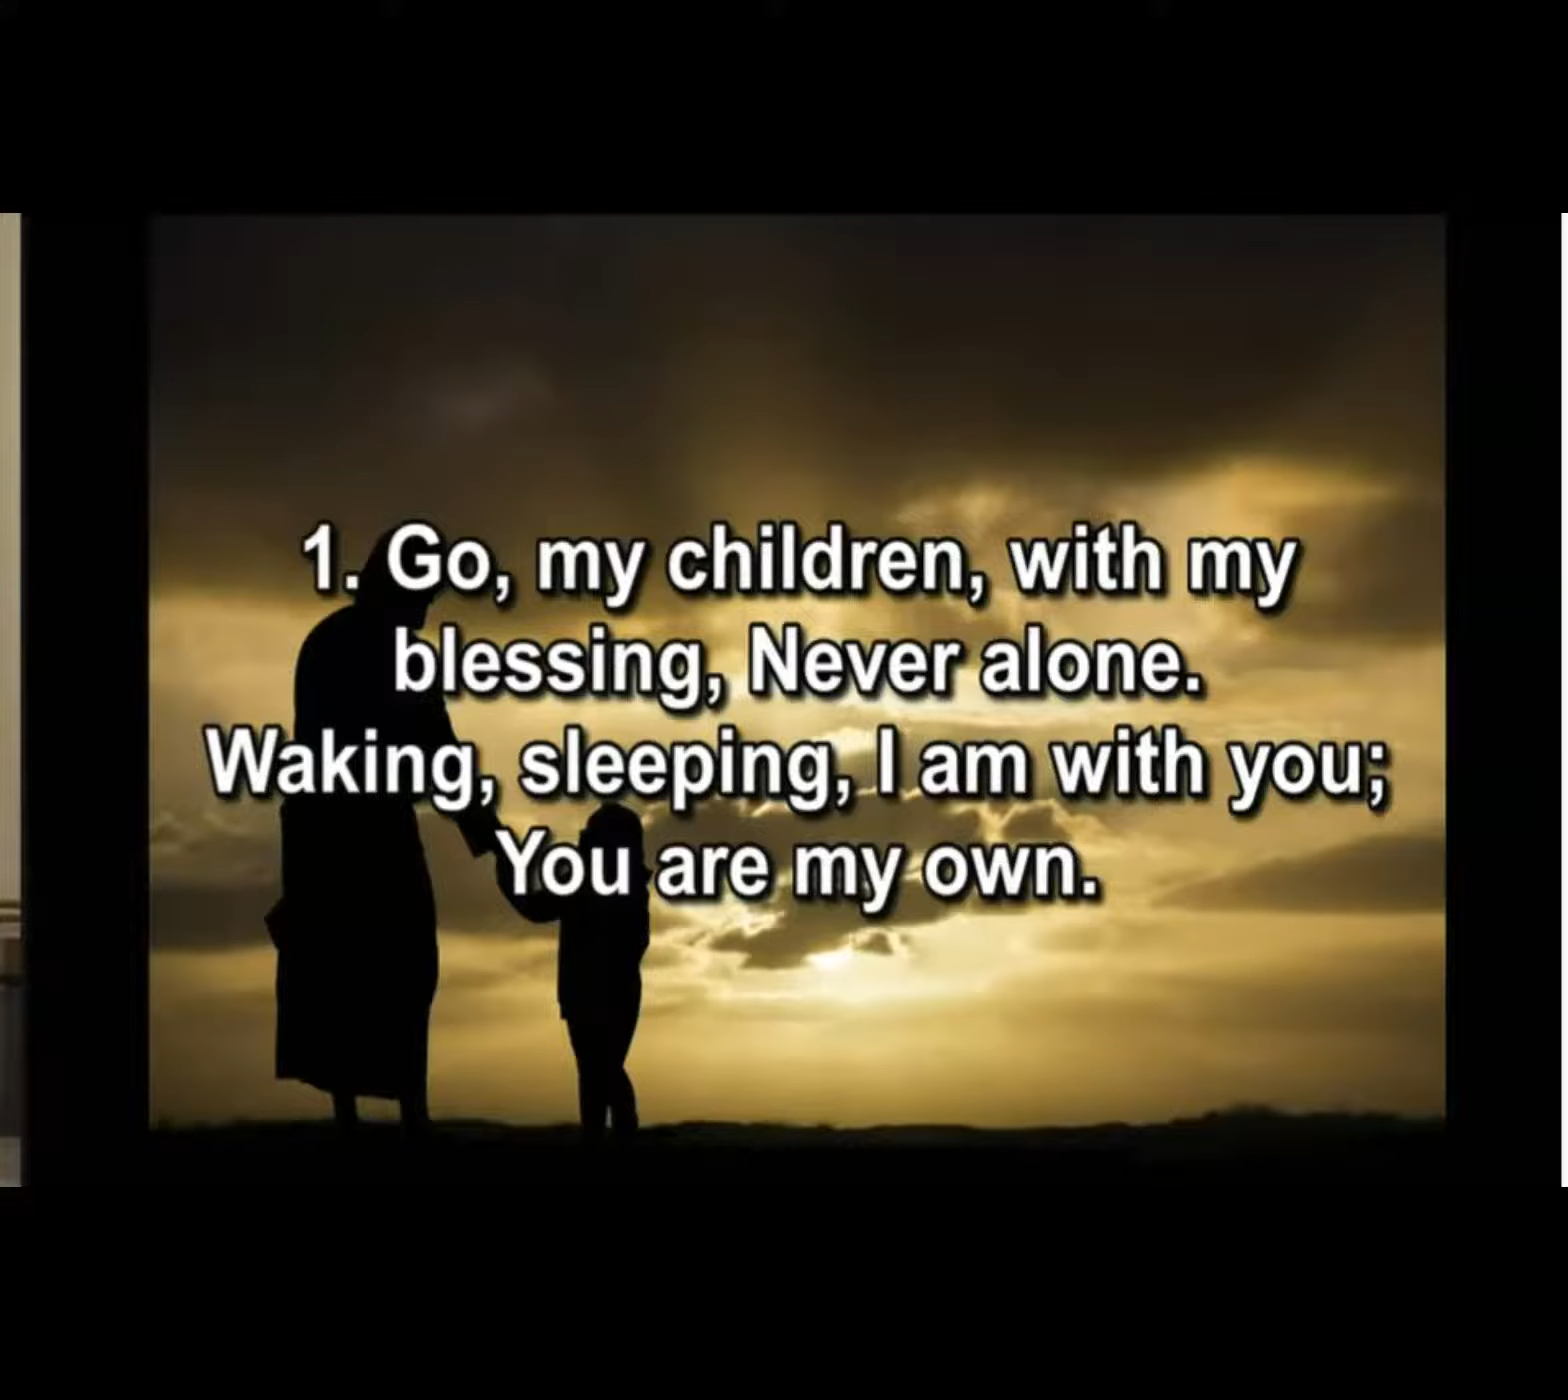 1. Go, my children, with my
blessing, Never alone.
Waking, sleeping, I am with you;
You are my own.